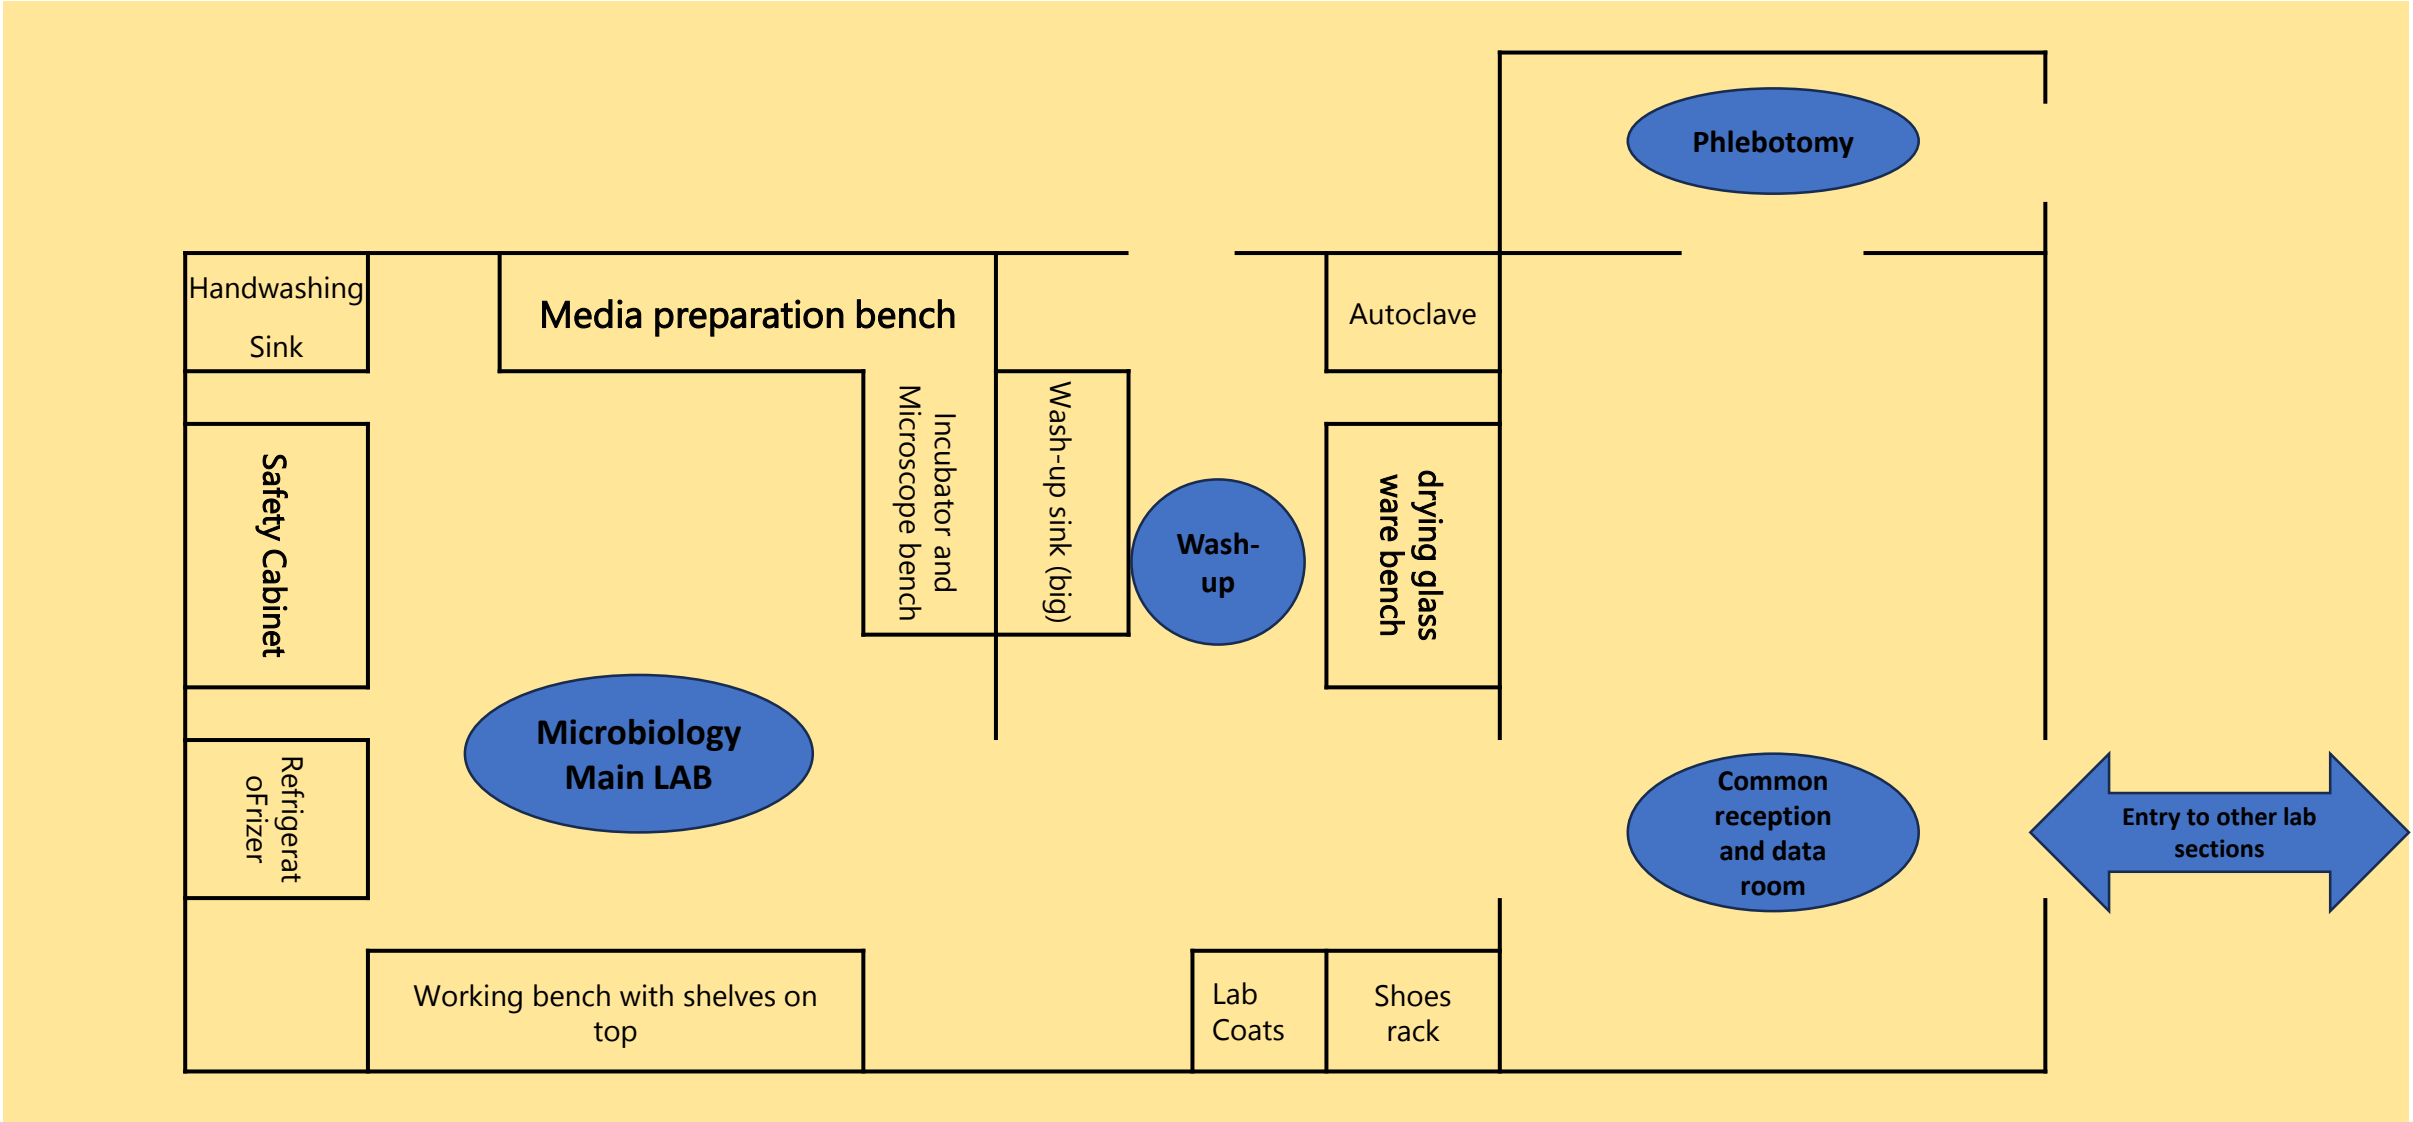 Phlebotomy
Handwashing
Sink
Media preparation bench
Autoclave
Incubator and
Microscope bench
Wash-up sink (big)
Safety Cabinet
Wash-
up
drying glass
ware bench
Microbiology
Main LAB
Refrigerat
oFrizer
Common
reception
and data
room
Entry to other lab
sections
Working bench with shelves on
top
Lab
Coats
Shoes
rack